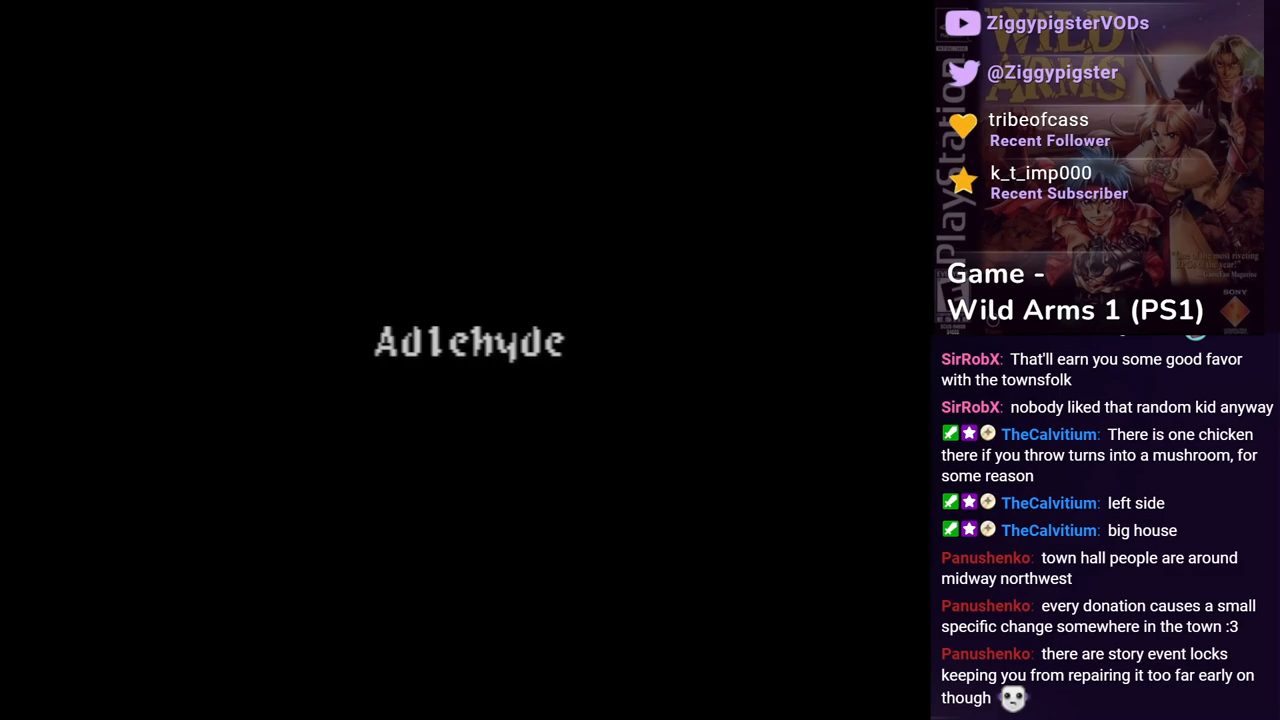 Adlehyde
ZiggypigsterVODs
@Ziggypigster
tribeofcass
Recent Follower
k_t_imp000
Recent Subscriber
WILD
ARMS
PlayStation
SONY
Game -
Wild Arms 1 (PS1)
SirRobX: That'll earn you some good favor
with the townsfolk
SirRobX: nobody liked that random kid anyway
TheCalvitium: There is one chicken
there if you throw turns into a mushroom, for
some reason
TheCalvitium: left side
TheCalvitium: big house
Panushenko: town hall people are around
midway northwest
Panushenko: every donation causes a small
specific change somewhere in the town :3
Panushenko: there are story event locks
keeping you from repairing it too far early on
though